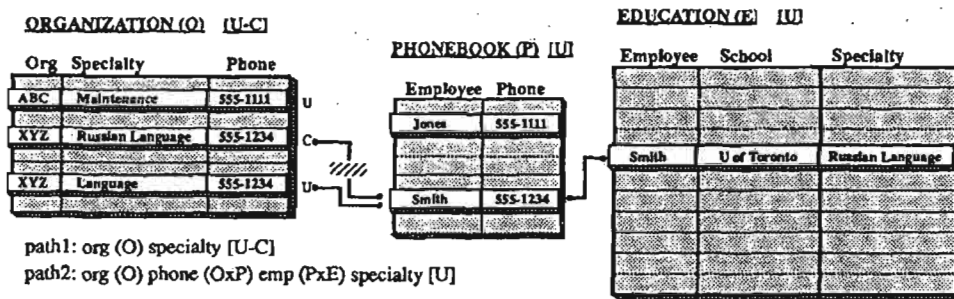 ORGANIZATION (O) [U-C]
Org Specialty Phone
ABC Maintenance 555-1111 U
XYZ Russian Language 555-1234 C
XYZ Language 555-1234 U
PHONEBOOK (P) [U]
Employee Phone
Jones 555-1111
Smith 555-1234
EDUCATION (E) [U]
Employee School Specialty
Smith U of Toronto Russian Language
path1: org (O) specialty [U-C]
path2: org (O) phone (OxP) emp (PxE) specialty [U]